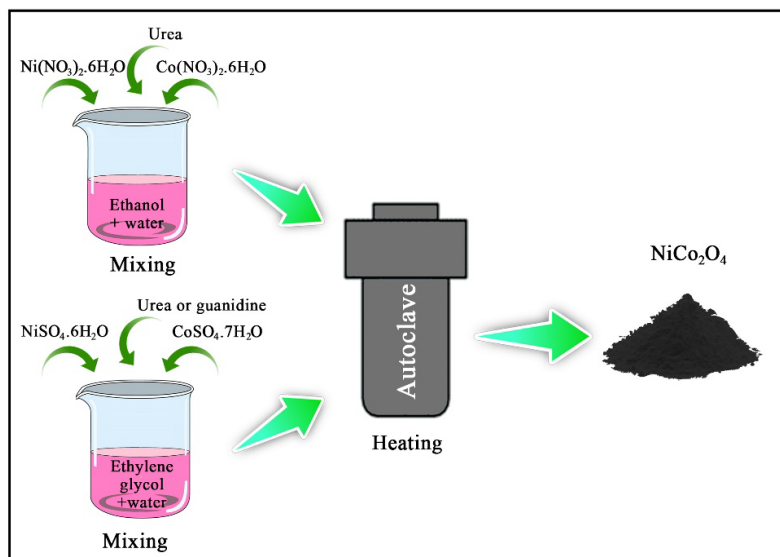 Urea
Ni(NO₃)₂.6H₂O
Co(NO₃)₂.6H₂O
Ethanol
+ water
Mixing
Urea or guanidine
NiSO₄.6H₂O
CoSO₄.7H₂O
Ethylene
glycol
+water
Mixing
Autoclave
Heating
NiCo₂O₄